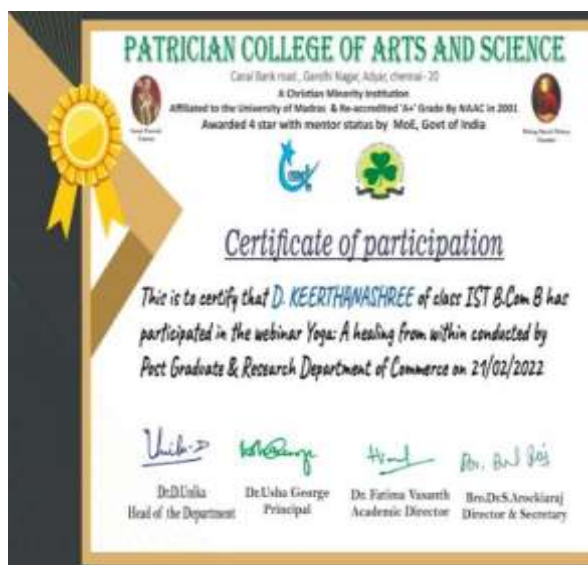 PATRICIAN COLLEGE OF ARTS AND SCIENCE
Canal Bank road, Gandhi Nagar, Adyar, chennai - 20
A Christian Minority Institution
Affiliated to the University of Madras & Re-accredited 'A+' Grade By NAAC in 2001
Awarded 4 star with mentor status by MoE, Govt of India
Certificate of participation
This is to certify that D. KEERTHANASHREE of class IST B.Com B has
participated in the webinar Yoga: A healing from within conducted by
Post Graduate & Research Department of Commerce on 21/02/2022
Dr.D.Unika
Head of the Department
Dr.Usha George
Principal
Dr. Fatima Vasanth
Academic Director
Bro.Dr.S.Arockiaraj
Director & Secretary